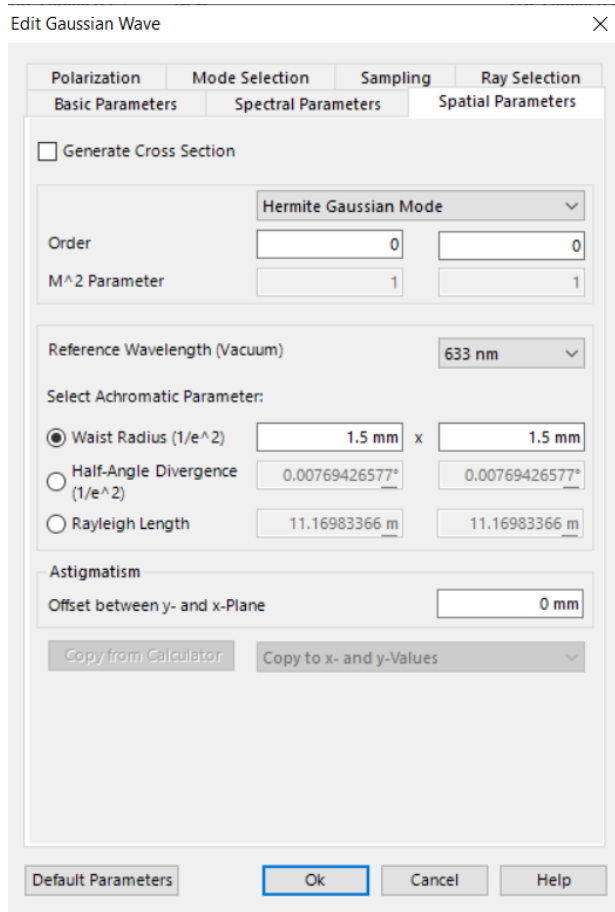 Edit Gaussian Wave
Polarization Mode Selection Sampling Ray Selection
Basic Parameters Spectral Parameters Spatial Parameters
Generate Cross Section
Hermite Gaussian Mode
Order 0 0
M^2 Parameter 1 1
Reference Wavelength (Vacuum) 633 nm
Select Achromatic Parameter:
Waist Radius (1/e^2) 1.5 mm x 1.5 mm
Half-Angle Divergence
(1/e^2) 0.00769426577° 0.00769426577°
Rayleigh Length 11.16983366 m 11.16983366 m
Astigmatism
Offset between y- and x-Plane 0 mm
Copy from Calculator Copy to x- and y-Values
Default Parameters Ok Cancel Help